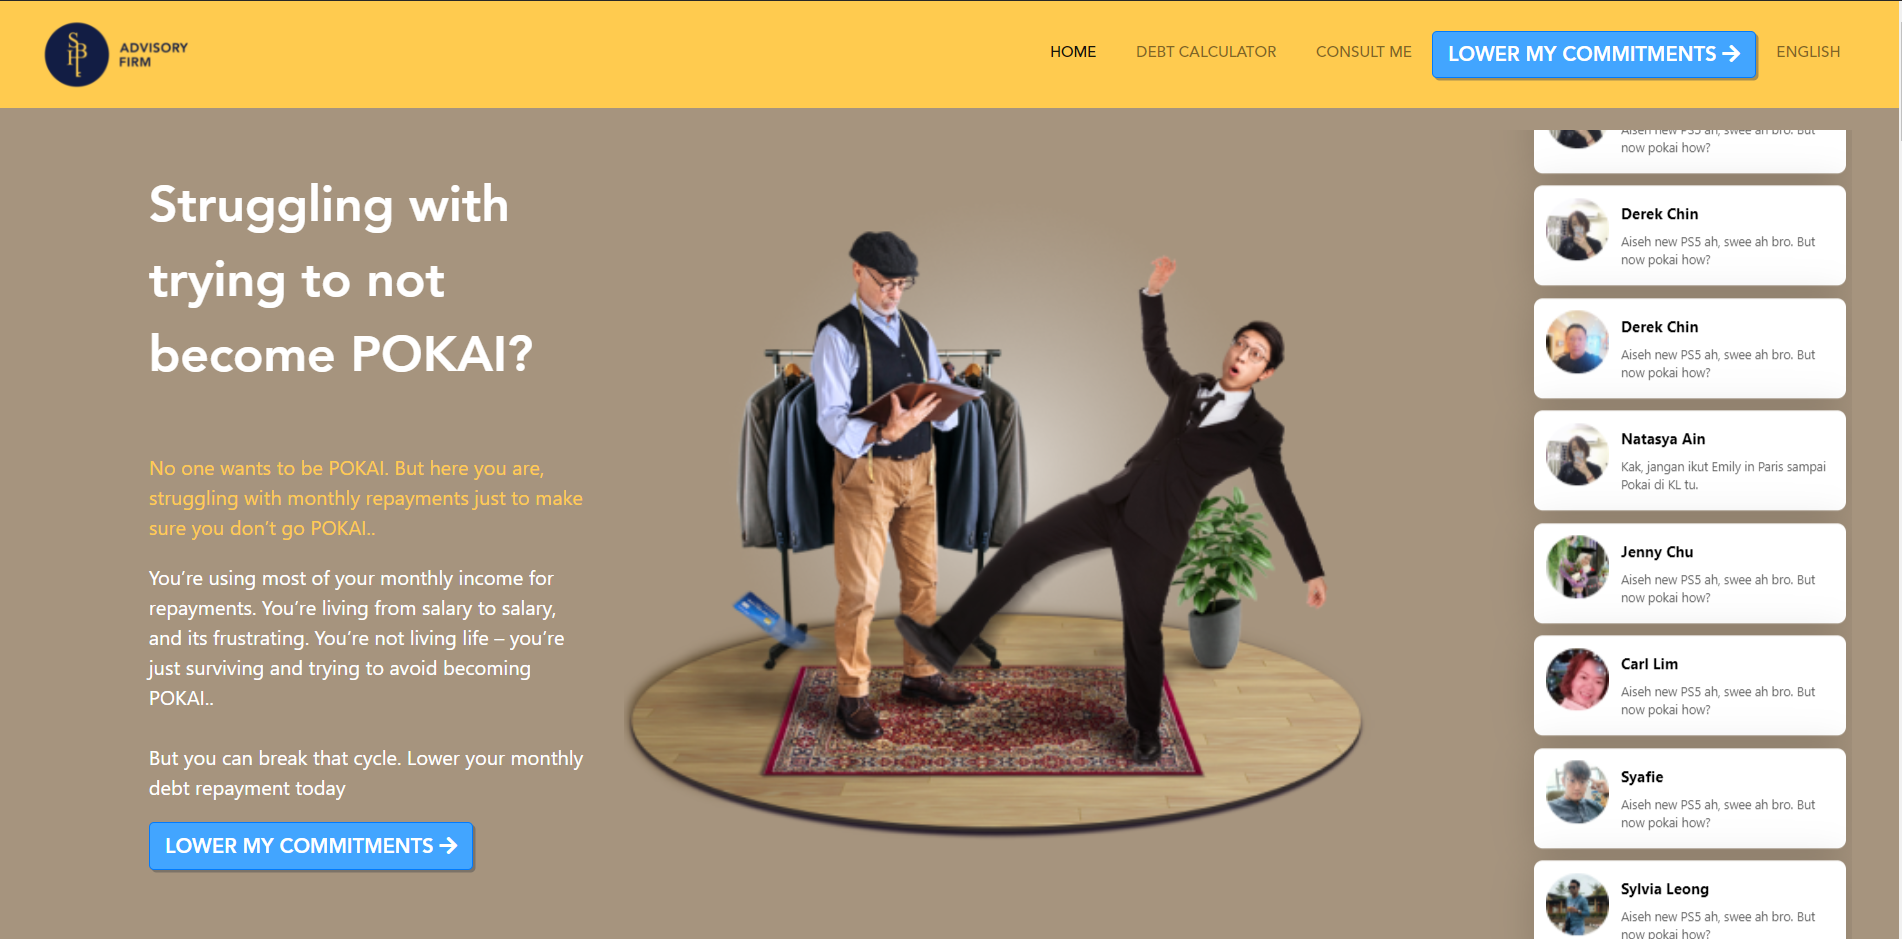 SBPI
ADVISORY
FIRM
HOME
DEBT CALCULATOR
CONSULT ME
LOWER MY COMMITMENTS →
ENGLISH
Struggling with
trying to not
become POKAI?
No one wants to be POKAI. But here you are,
struggling with monthly repayments just to make
sure you don’t go POKAI..
You’re using most of your monthly income for
repayments. You’re living from salary to salary,
and its frustrating. You’re not living life – you’re
just surviving and trying to avoid becoming
POKAI..
But you can break that cycle. Lower your monthly
debt repayment today
LOWER MY COMMITMENTS →
Aiseh new PS5 ah, swee ah bro. But
now pokai how?
Derek Chin
Aiseh new PS5 ah, swee ah bro. But
now pokai how?
Derek Chin
Aiseh new PS5 ah, swee ah bro. But
now pokai how?
Natasya Ain
Kak, jangan ikut Emily in Paris sampai
Pokai di KL tu.
Jenny Chu
Aiseh new PS5 ah, swee ah bro. But
now pokai how?
Carl Lim
Aiseh new PS5 ah, swee ah bro. But
now pokai how?
Syafie
Aiseh new PS5 ah, swee ah bro. But
now pokai how?
Sylvia Leong
Aiseh new PS5 ah, swee ah bro. But
now pokai how?